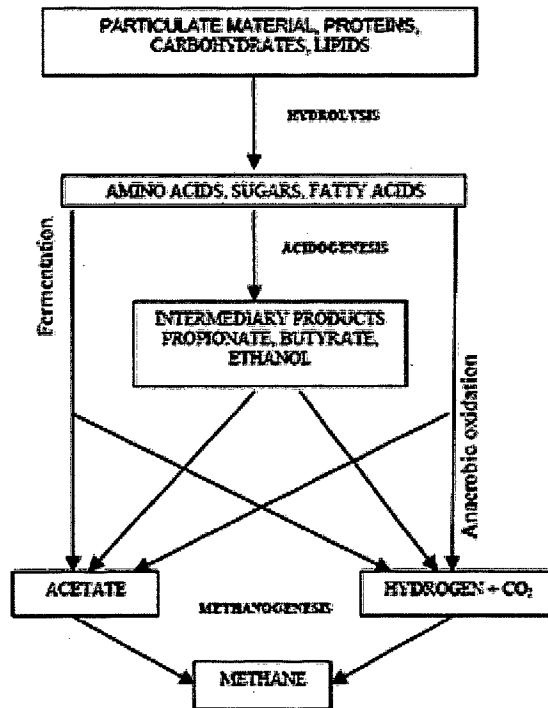 PARTICULATE MATERIAL, PROTEINS,
CARBOHYDRATES, LIPIDS
HYDROLYSIS
AMINO ACIDS, SUGARS, FATTY ACIDS
Fermentation
ACIDOGENESIS
INTERMEDIARY PRODUCTS
PROPIONATE, BUTYRATE,
ETHANOL
Anaerobic oxidation
ACETATE
HYDROGEN + CO₂
METHANOGENESIS
METHANE